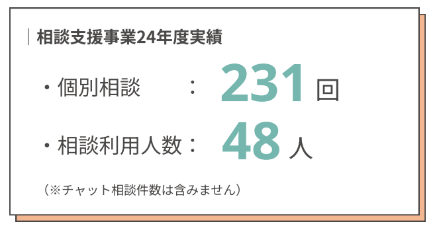 相談支援事業24年度実績
・個別相談　　：231回
・相談利用人数：48人
（※チャット相談件数は含みません）